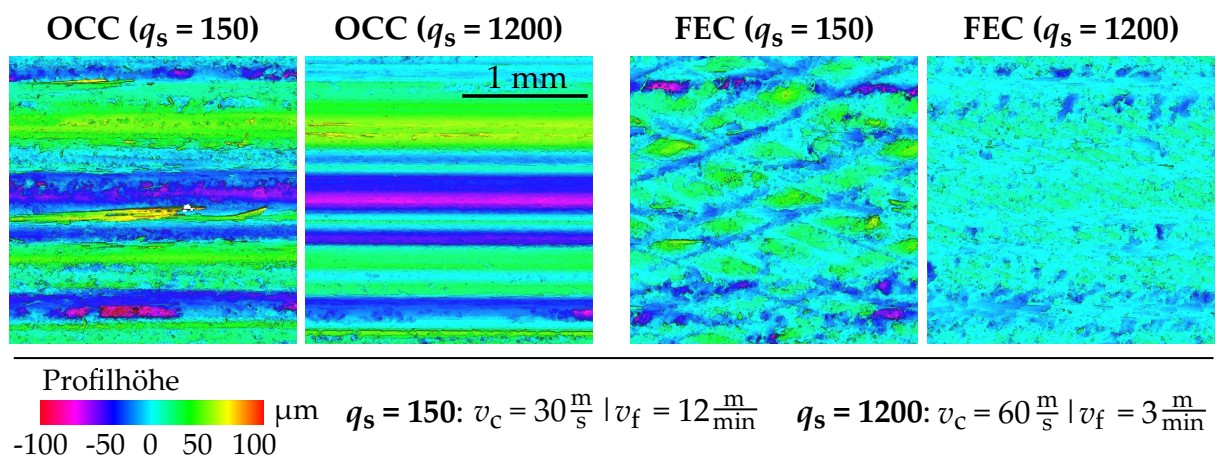 OCC (qs = 150) OCC (qs = 1200) FEC (qs = 150) FEC (qs = 1200)
1 mm
Profilhöhe
µm
-100 -50 0 50 100
qs = 150: vc = 30 m/s | vf = 12 m/min qs = 1200: vc = 60 m/s | vf = 3 m/min